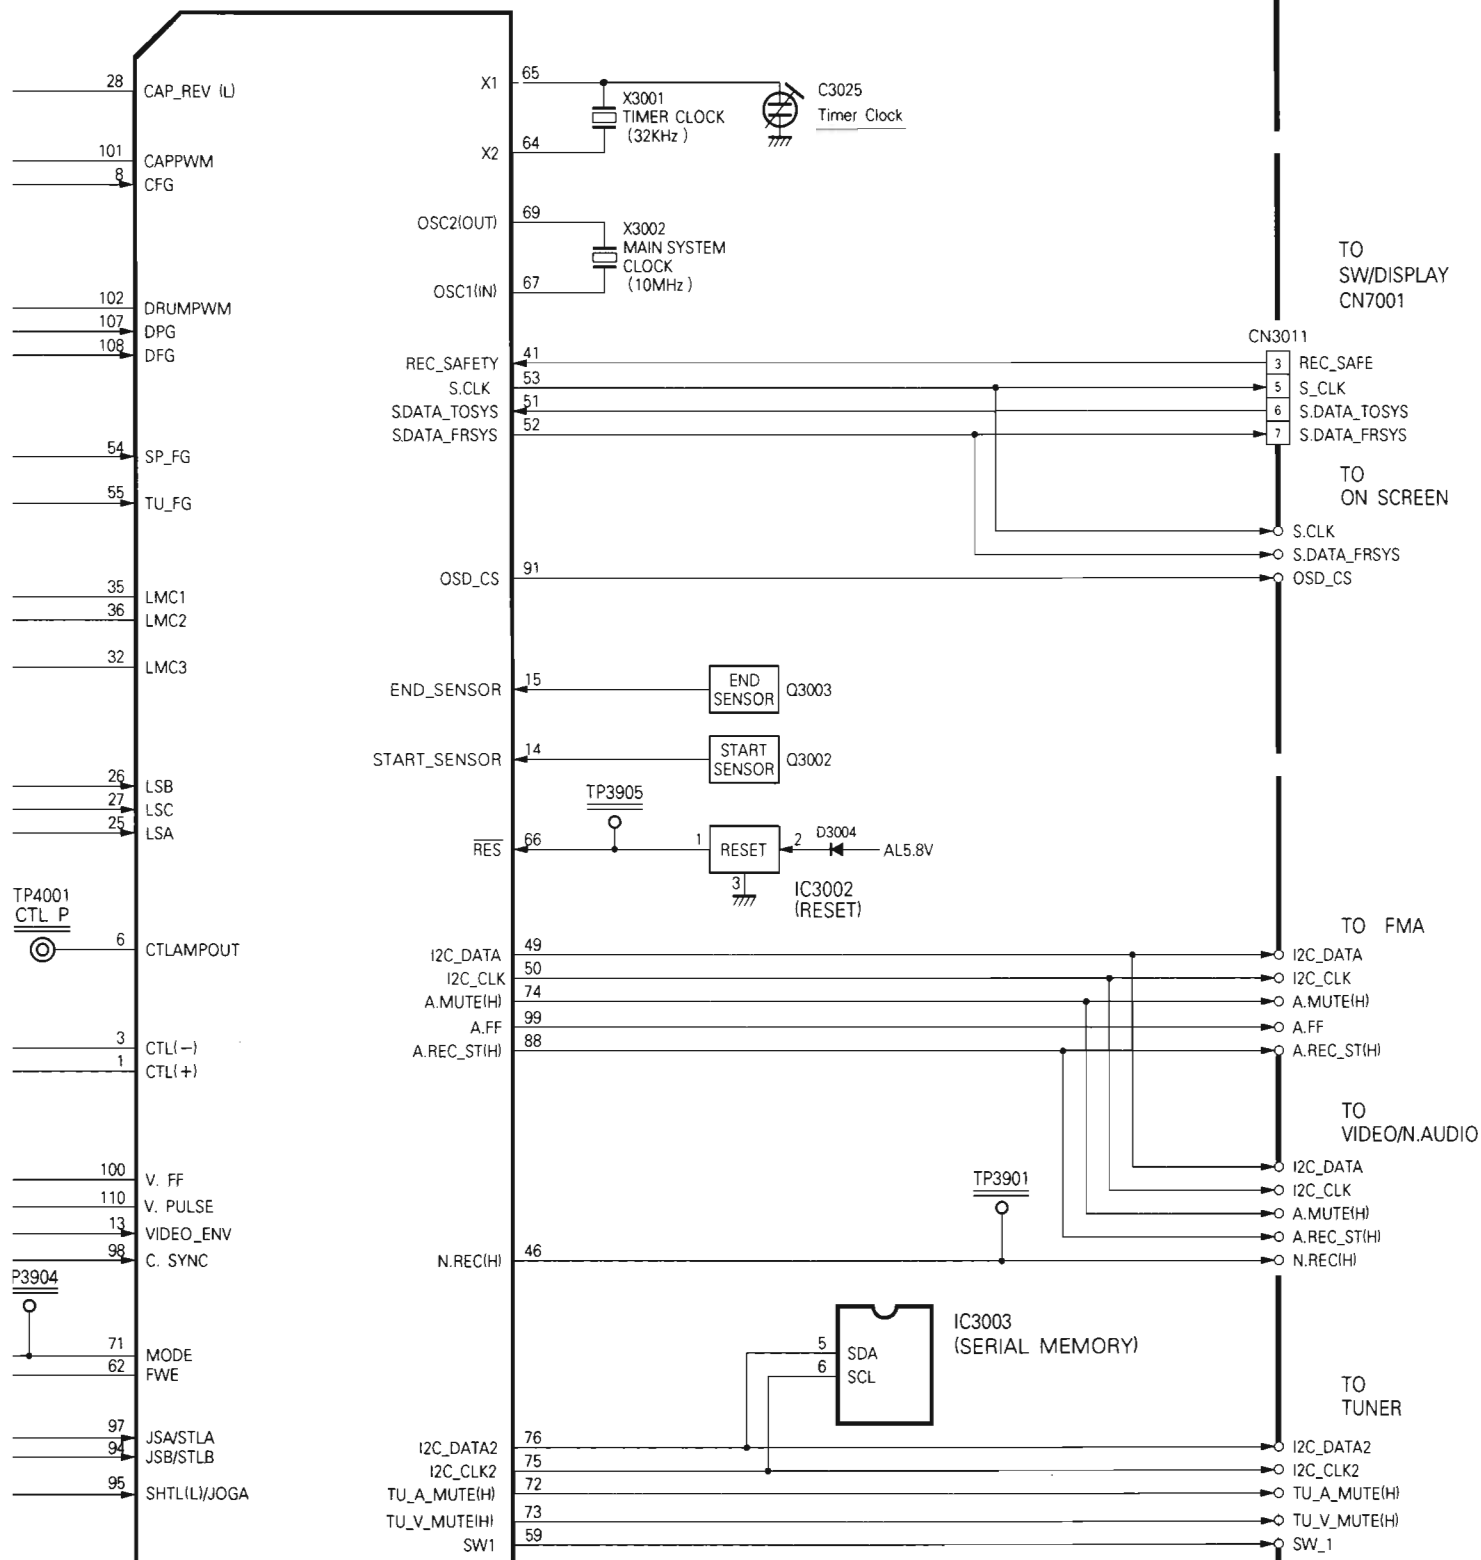 28
CAP_REV (L)
101
CAPPWM
8
CFG
102
DRUMPWM
107
DPG
108
DFG
54
SP_FG
55
TU_FG
35
LMC1
36
LMC2
32
LMC3
26
LSB
27
LSC
25
LSA
TP4001
CTL P
6
CTLAMPOUT
3
CTL(−)
1
CTL(+)
100
V. FF
110
V. PULSE
13
VIDEO_ENV
98
C. SYNC
P3904
71
MODE
62
FWE
97
JSA/STLA
94
JSB/STLB
95
SHTL(L)/JOGA
X1
65
X3001
TIMER CLOCK
(32KHz)
C3025
Timer Clock
X2
64
OSC2(OUT)
69
X3002
MAIN SYSTEM
CLOCK
(10MHz)
OSC1(IN)
67
REC_SAFETY
41
S.CLK
53
S.DATA_TOSYS
51
S.DATA_FRSYS
52
OSD_CS
91
END_SENSOR
15
END
SENSOR
Q3003
START_SENSOR
14
START
SENSOR
Q3002
TP3905
RES
66
1
RESET
2
D3004
AL5.8V
3
IC3002
(RESET)
I2C_DATA
49
I2C_CLK
50
A.MUTE(H)
74
A.FF
99
A.REC_ST(H)
88
TP3901
N.REC(H)
46
IC3003
(SERIAL MEMORY)
5
SDA
6
SCL
I2C_DATA2
76
I2C_CLK2
75
TU_A_MUTE(H)
72
TU_V_MUTE(H)
73
SW1
59
TO
SW/DISPLAY
CN7001
CN3011
3
REC_SAFE
5
S_CLK
6
S.DATA_TOSYS
7
S.DATA_FRSYS
TO
ON SCREEN
S.CLK
S.DATA_FRSYS
OSD_CS
TO FMA
I2C_DATA
I2C_CLK
A.MUTE(H)
A.FF
A.REC_ST(H)
TO
VIDEO/N.AUDIO
I2C_DATA
I2C_CLK
A.MUTE(H)
A.REC_ST(H)
N.REC(H)
TO
TUNER
I2C_DATA2
I2C_CLK2
TU_A_MUTE(H)
TU_V_MUTE(H)
SW_1